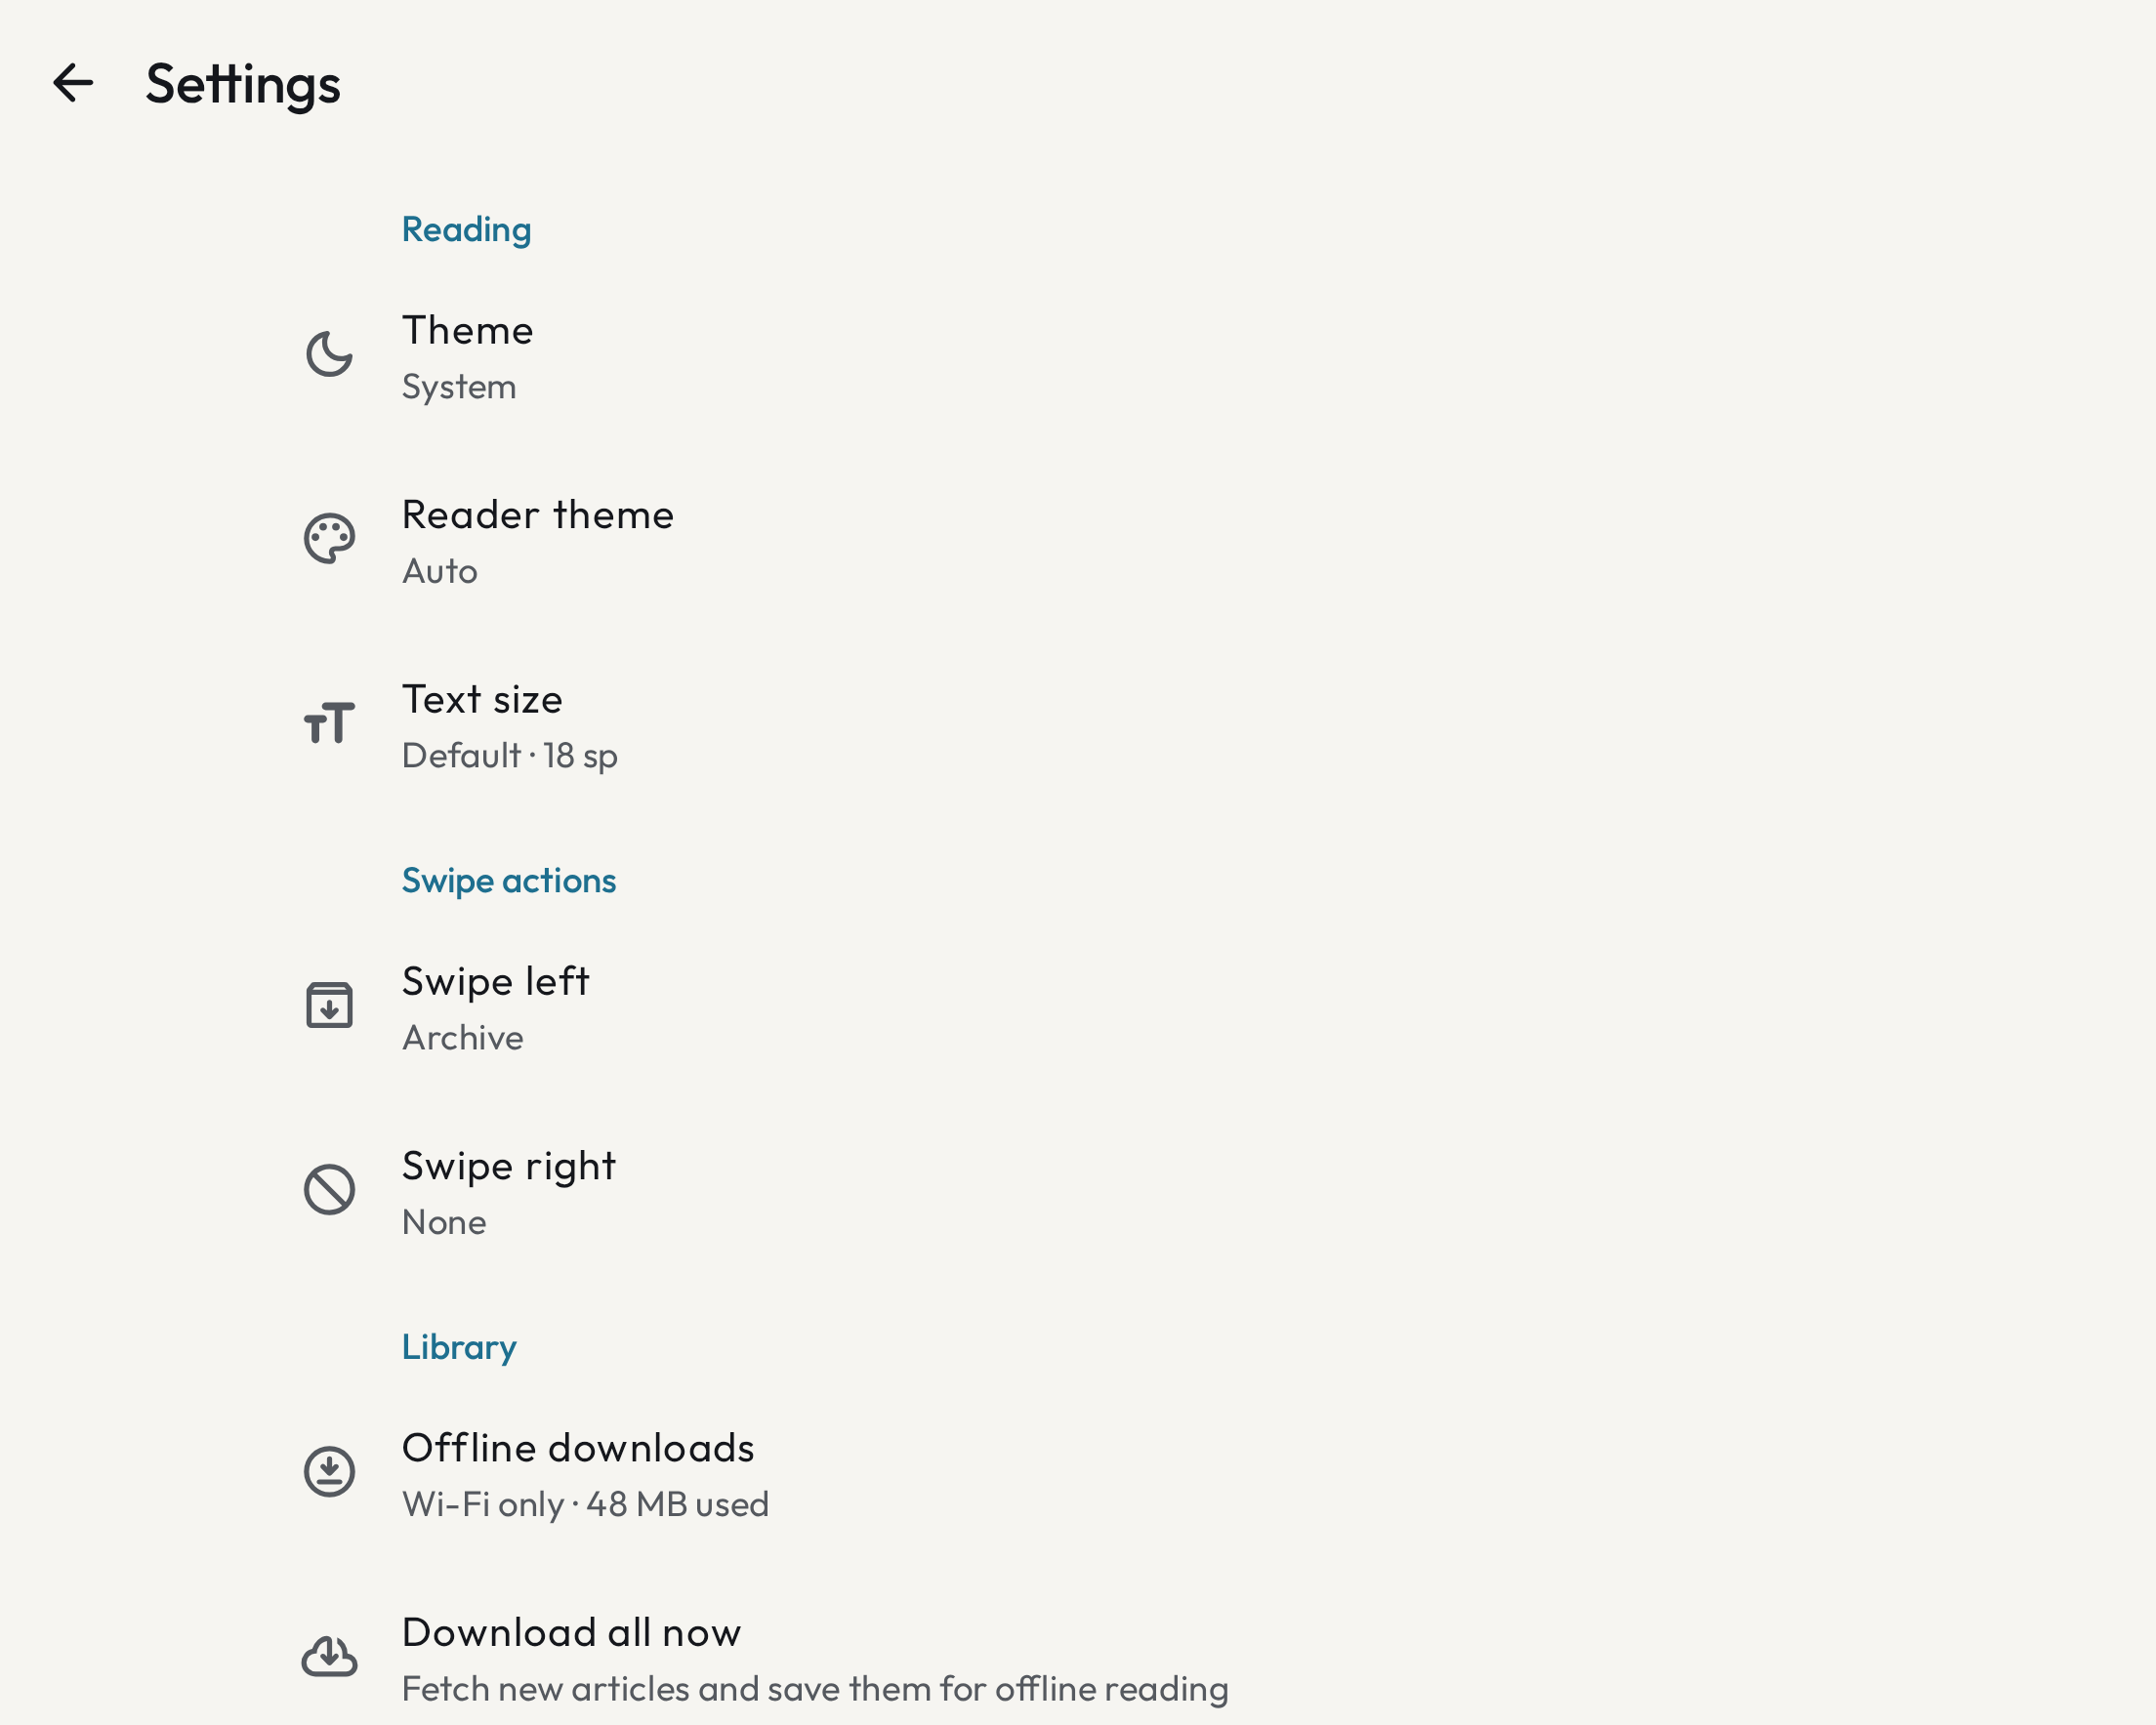 Settings
Reading
Theme
System
Reader theme
Auto
Text size
Default · 18 sp
Swipe actions
Swipe left
Archive
Swipe right
None
Library
Offline downloads
Wi-Fi only · 48 MB used
Download all now
Fetch new articles and save them for offline reading